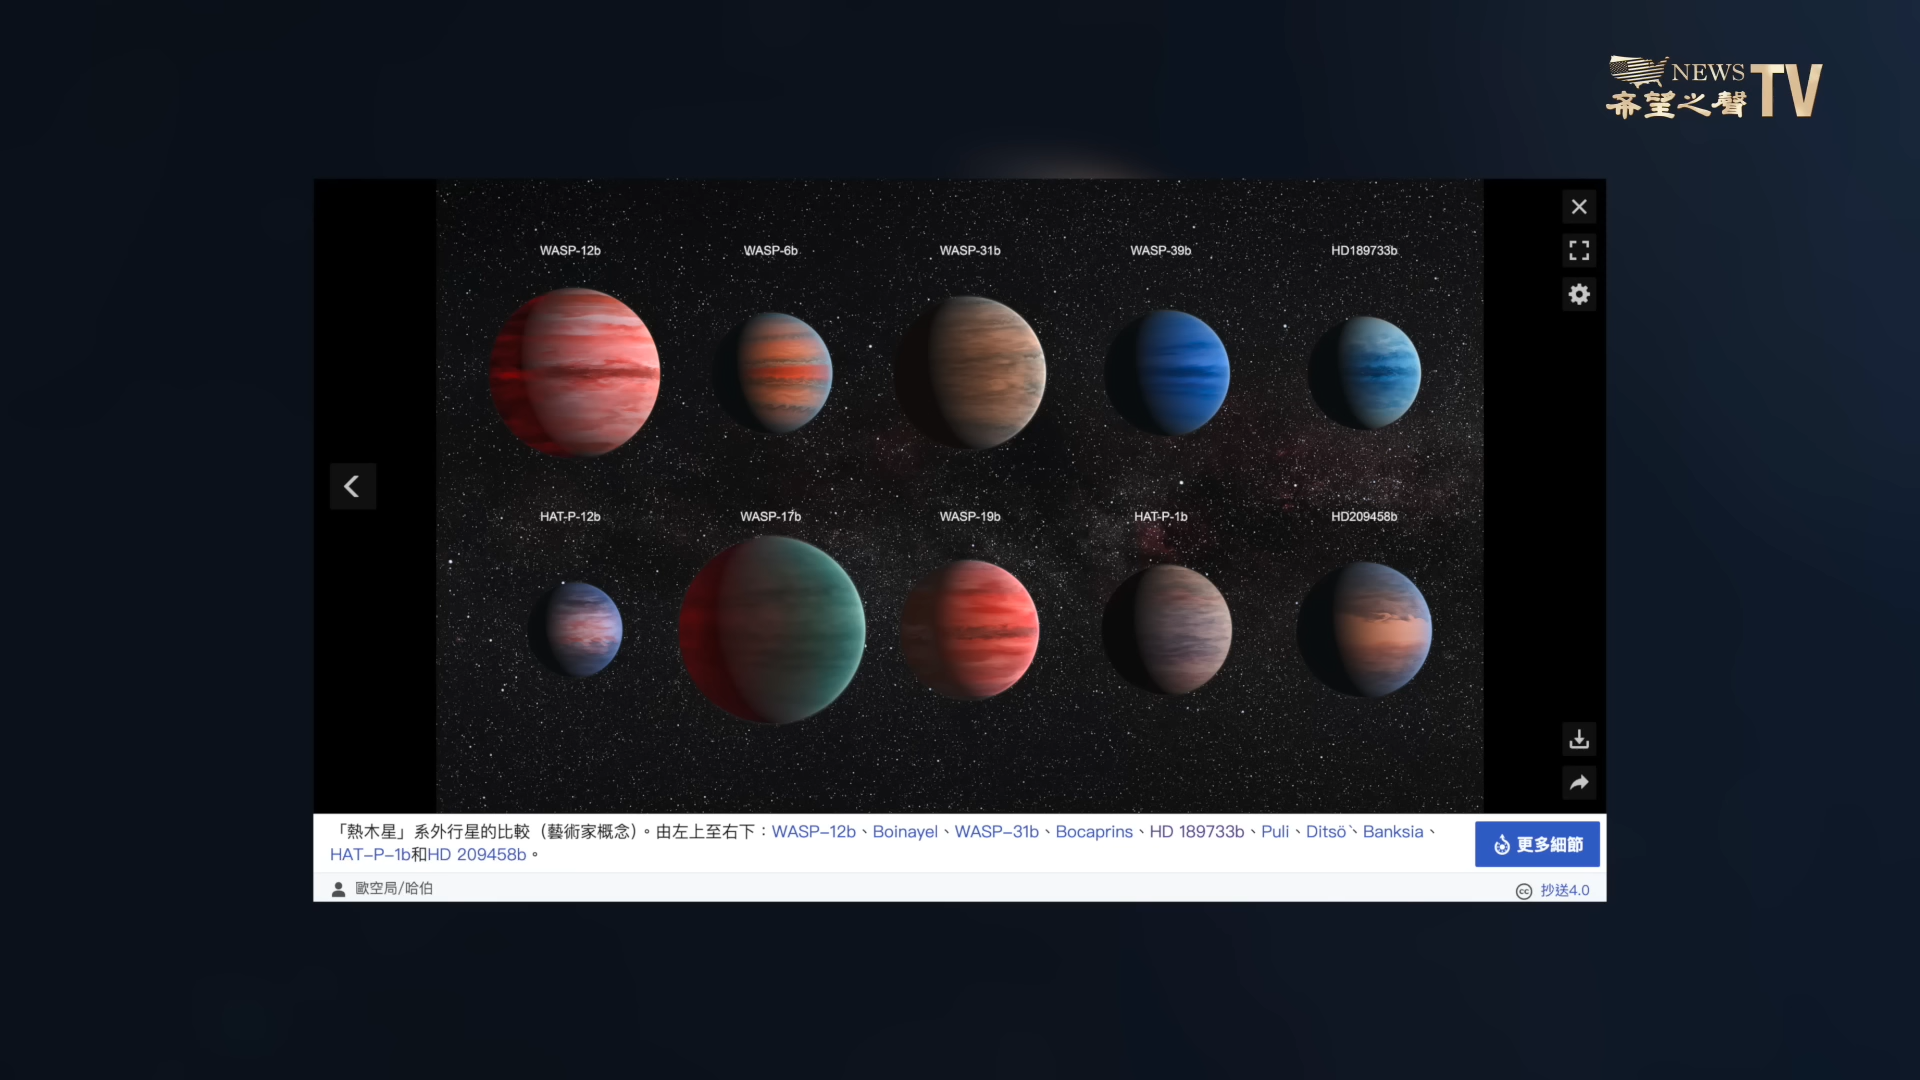 NEWS
希望之聲TV
WASP-12b
WASP-6b
WASP-31b
WASP-39b
HD189733b
HAT-P-12b
WASP-17b
WASP-19b
HAT-P-1b
HD209458b
「熱木星」系外行星的比較（藝術家概念）。由左上至右下：WASP-12b、Boinayel、WASP-31b、Bocaprins、HD 189733b、Puli、Ditsö̀、Banksia、
HAT-P-1b和HD 209458b。
更多細節
歐空局/哈伯
cc 抄送4.0